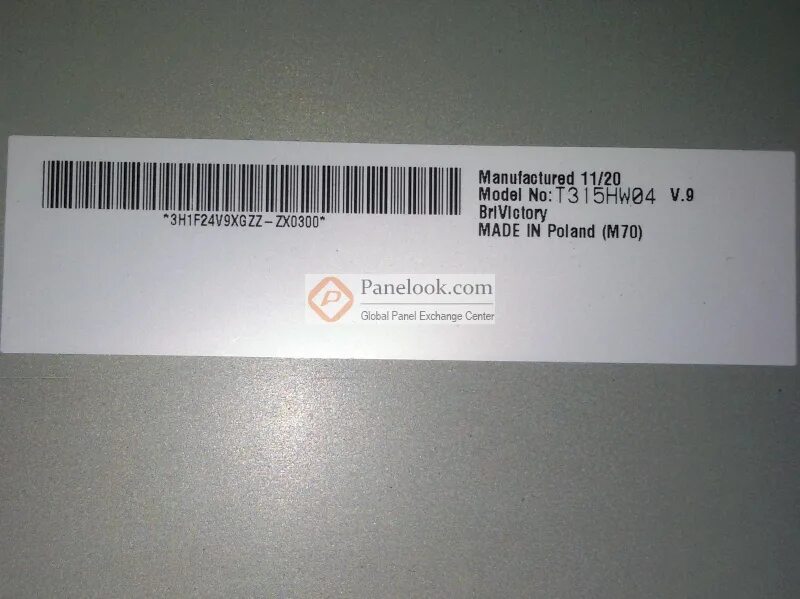 Manufactured 11/20
Model No:T315HW04 V.9
BriVictory
MADE IN Poland (M70)
*3H1F24V9XGZZ-ZX0300*
Panelook.com
Global Panel Exchange Center